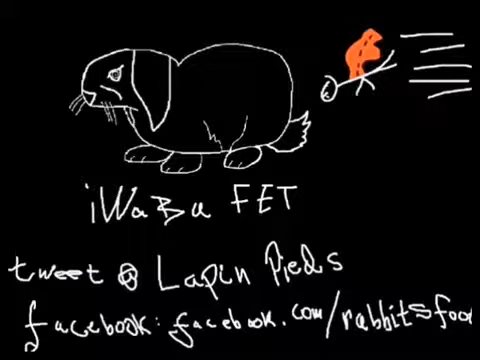 iWaBu FET
tweet @ Lapin Pieds
facebook: facebook.com/rabbitsfoo